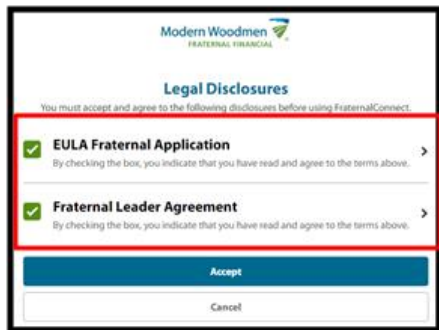 Modern Woodmen
FRATERNAL FINANCIAL
Legal Disclosures
You must accept and agree to the following disclosures before using FraternalConnect.
EULA Fraternal Application
By checking the box, you indicate that you have read and agree to the terms above.
Fraternal Leader Agreement
By checking the box, you indicate that you have read and agree to the terms above.
Accept
Cancel